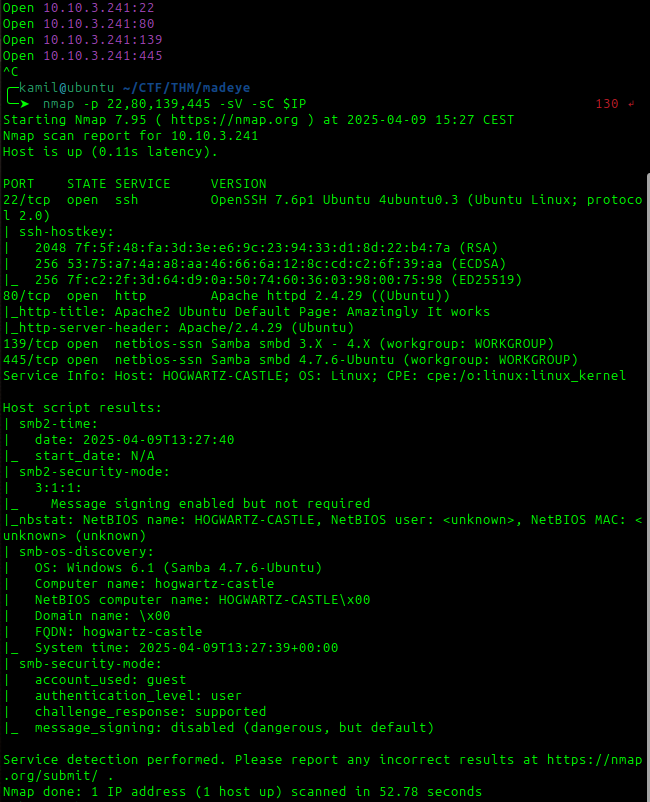 Open 10.10.3.241:22
Open 10.10.3.241:80
Open 10.10.3.241:139
Open 10.10.3.241:445
^C
kamil@ubuntu ~/CTF/THM/madeye
nmap -p 22,80,139,445 -sV -sC $IP 130 ↵
Starting Nmap 7.95 ( https://nmap.org ) at 2025-04-09 15:27 CEST
Nmap scan report for 10.10.3.241
Host is up (0.11s latency).

PORT    STATE SERVICE     VERSION
22/tcp  open  ssh         OpenSSH 7.6p1 Ubuntu 4ubuntu0.3 (Ubuntu Linux; protoco
l 2.0)
| ssh-hostkey:
|   2048 7f:5f:48:fa:3d:3e:e6:9c:23:94:33:d1:8d:22:b4:7a (RSA)
|   256 53:75:a7:4a:a8:aa:46:66:6a:12:8c:cd:c2:6f:39:aa (ECDSA)
|_  256 7f:c2:2f:3d:64:d9:0a:50:74:60:36:03:98:00:75:98 (ED25519)
80/tcp  open  http        Apache httpd 2.4.29 ((Ubuntu))
|_http-title: Apache2 Ubuntu Default Page: Amazingly It works
|_http-server-header: Apache/2.4.29 (Ubuntu)
139/tcp open  netbios-ssn Samba smbd 3.X - 4.X (workgroup: WORKGROUP)
445/tcp open  netbios-ssn Samba smbd 4.7.6-Ubuntu (workgroup: WORKGROUP)
Service Info: Host: HOGWARTZ-CASTLE; OS: Linux; CPE: cpe:/o:linux:linux_kernel

Host script results:
| smb2-time:
|   date: 2025-04-09T13:27:40
|_  start_date: N/A
| smb2-security-mode:
|   3:1:1:
|_    Message signing enabled but not required
|_nbstat: NetBIOS name: HOGWARTZ-CASTLE, NetBIOS user: <unknown>, NetBIOS MAC: <
unknown> (unknown)
| smb-os-discovery:
|   OS: Windows 6.1 (Samba 4.7.6-Ubuntu)
|   Computer name: hogwartz-castle
|   NetBIOS computer name: HOGWARTZ-CASTLE\x00
|   Domain name: \x00
|   FQDN: hogwartz-castle
|_  System time: 2025-04-09T13:27:39+00:00
| smb-security-mode:
|   account_used: guest
|   authentication_level: user
|   challenge_response: supported
|_  message_signing: disabled (dangerous, but default)

Service detection performed. Please report any incorrect results at https://nmap
.org/submit/ .
Nmap done: 1 IP address (1 host up) scanned in 52.78 seconds